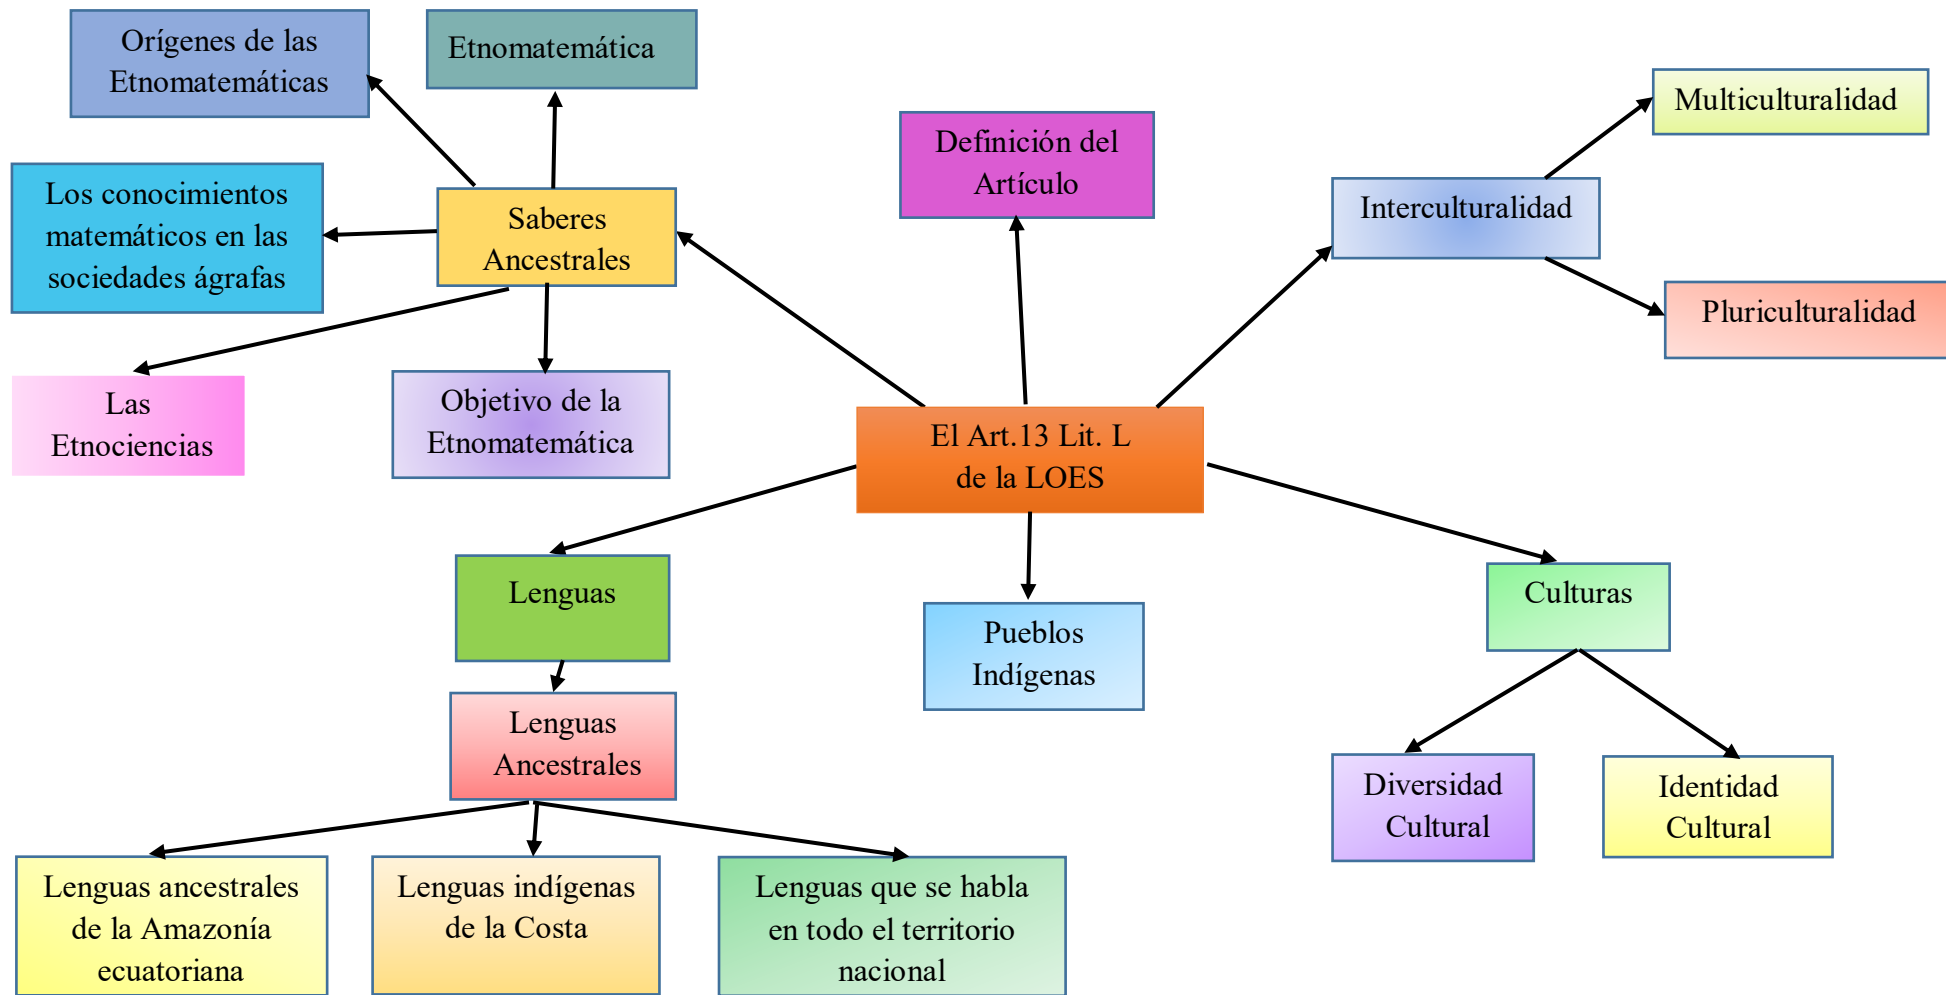 Orígenes de las
Etnomatemáticas
Etnomatemática
Multiculturalidad
Definición del
Artículo
Los conocimientos
matemáticos en las
sociedades ágrafas
Saberes
Ancestrales
Interculturalidad
Pluriculturalidad
Las
Etnociencias
Objetivo de la
Etnomatemática
El Art.13 Lit. L
de la LOES
Lenguas
Pueblos
Indígenas
Culturas
Lenguas
Ancestrales
Diversidad
Cultural
Identidad
Cultural
Lenguas ancestrales
de la Amazonía
ecuatoriana
Lenguas indígenas
de la Costa
Lenguas que se habla
en todo el territorio
nacional